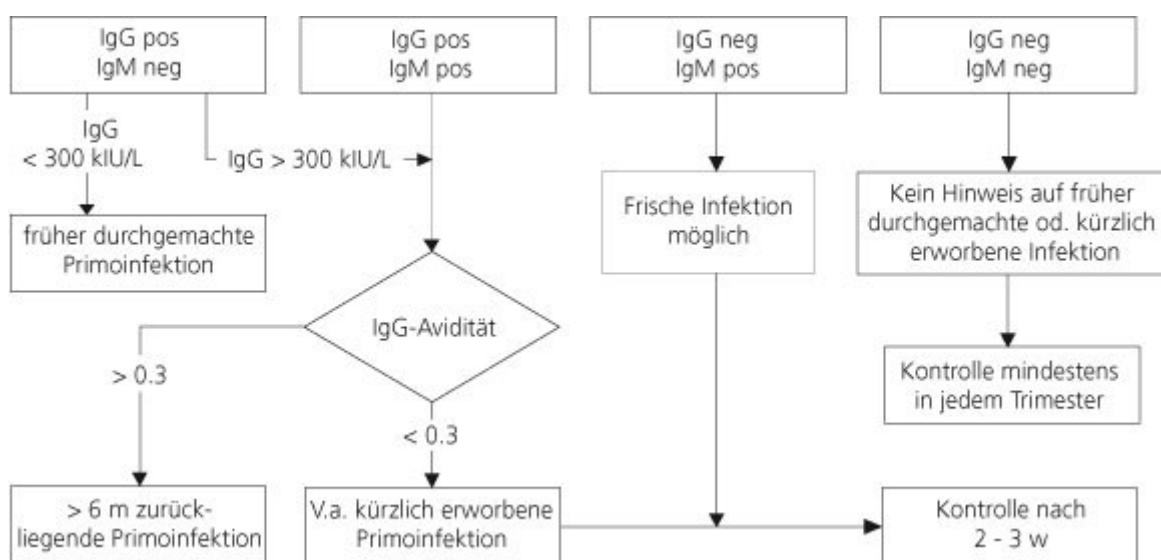 IgG pos
IgM neg
IgG pos
IgM pos
IgG neg
IgM pos
IgG neg
IgM neg
IgG
< 300 kIU/L
IgG > 300 kIU/L
früher durchgemachte
Primoinfektion
Frische Infektion
möglich
Kein Hinweis auf früher
durchgemachte od. kürzlich
erworbene Infektion
IgG-Avidität
> 0.3
< 0.3
Kontrolle mindestens
in jedem Trimester
> 6 m zurück-
liegende Primoinfektion
V.a. kürzlich erworbene
Primoinfektion
Kontrolle nach
2 - 3 w